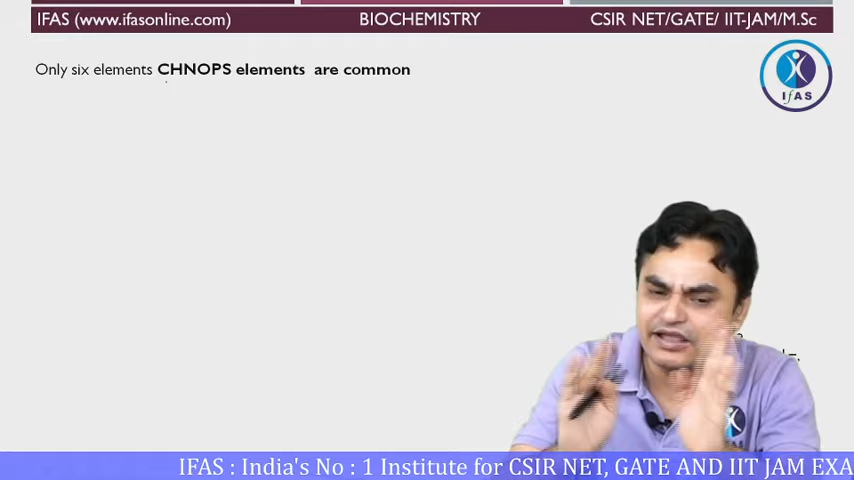 IFAS (www.ifasonline.com) BIOCHEMISTRY CSIR NET/GATE/ IIT-JAM/M.Sc
Only six elements CHNOPS elements are common
IfAS
IFAS : India's No : 1 Institute for CSIR NET, GATE AND IIT JAM EXA